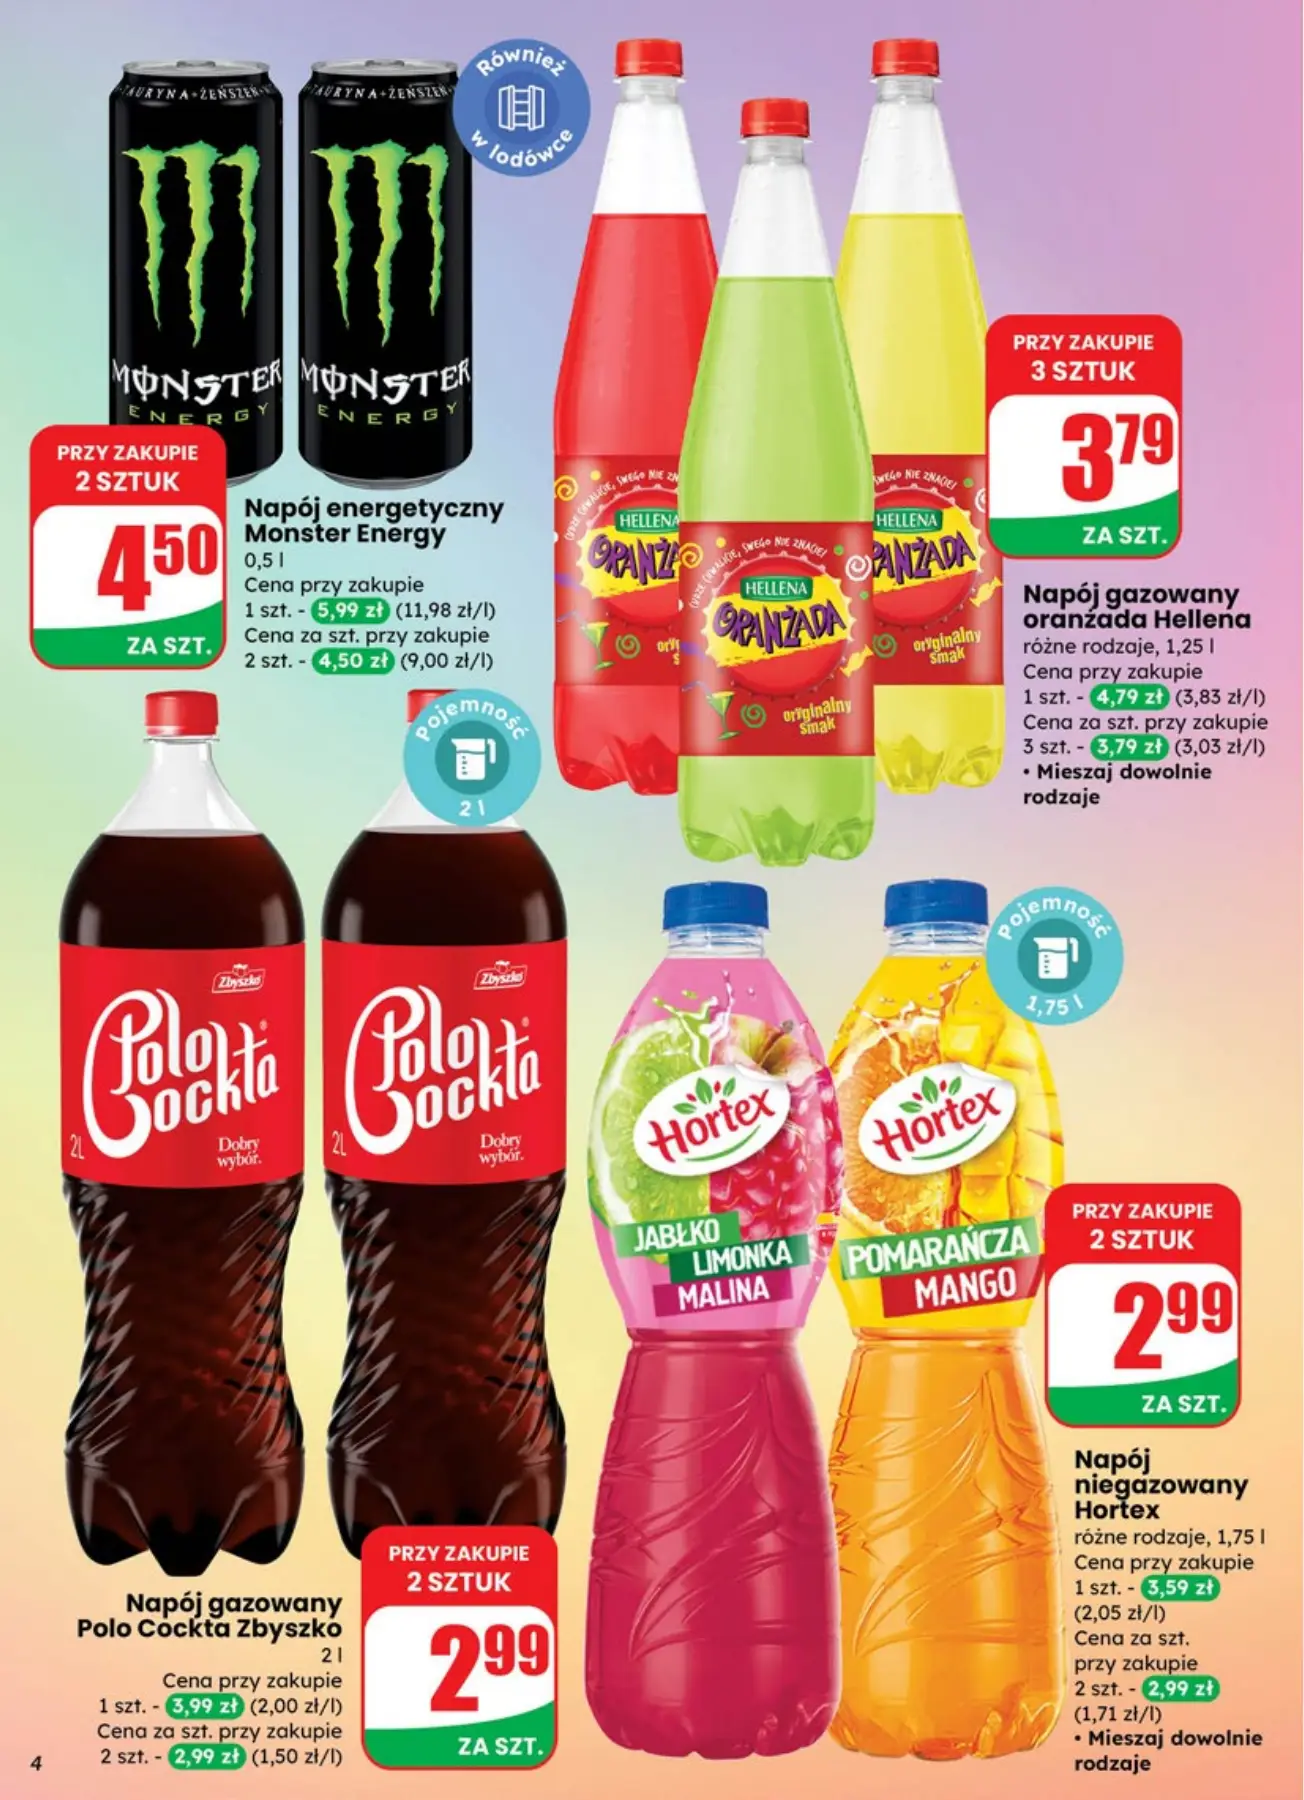 TAURYNA+ŻEŃSZEŃ
MONSTER
ENERGY
TAURYNA+ŻEŃSZEŃ
MONSTER
ENERGY
Również
w lodówce
PRZY ZAKUPIE
2 SZTUK
4 50
ZA SZT.
Napój energetyczny
Monster Energy
0,5 l
Cena przy zakupie
1 szt. - 5,99 zł (11,98 zł/l)
Cena za szt. przy zakupie
2 szt. - 4,50 zł (9,00 zł/l)
HELLENA
ORANŻADA
CUDZE CHWALICIE, SWEGO NIE ZNACIE!
HELLENA
ORANŻADA
oryginalny
smak
SWEGO NIE ZNACIE!
HELLENA
ORANŻADA
oryginalny
smak
PRZY ZAKUPIE
3 SZTUK
3 79
ZA SZT.
Napój gazowany
oranżada Hellena
różne rodzaje, 1,25 l
Cena przy zakupie
1 szt. - 4,79 zł (3,83 zł/l)
Cena za szt. przy zakupie
3 szt. - 3,79 zł (3,03 zł/l)
• Mieszaj dowolnie
rodzaje
Pojemność
2 l
Zbyszko
Polo
Cockta
2L
Dobry
wybór.
Zbyszko
Polo
Cockta
2L
Dobry
wybór.
Napój gazowany
Polo Cockta Zbyszko
2 l
Cena przy zakupie
1 szt. - 3,99 zł (2,00 zł/l)
Cena za szt. przy zakupie
2 szt. - 2,99 zł (1,50 zł/l)
PRZY ZAKUPIE
2 SZTUK
2 99
ZA SZT.
Hortex
JABŁKO
LIMONKA
MALINA
Hortex
POMARAŃCZA
MANGO
Pojemność
1,75 l
PRZY ZAKUPIE
2 SZTUK
2 99
ZA SZT.
Napój
niegazowany
Hortex
różne rodzaje, 1,75 l
Cena przy zakupie
1 szt. - 3,59 zł
(2,05 zł/l)
Cena za szt.
przy zakupie
2 szt. - 2,99 zł
(1,71 zł/l)
• Mieszaj dowolnie
rodzaje
4